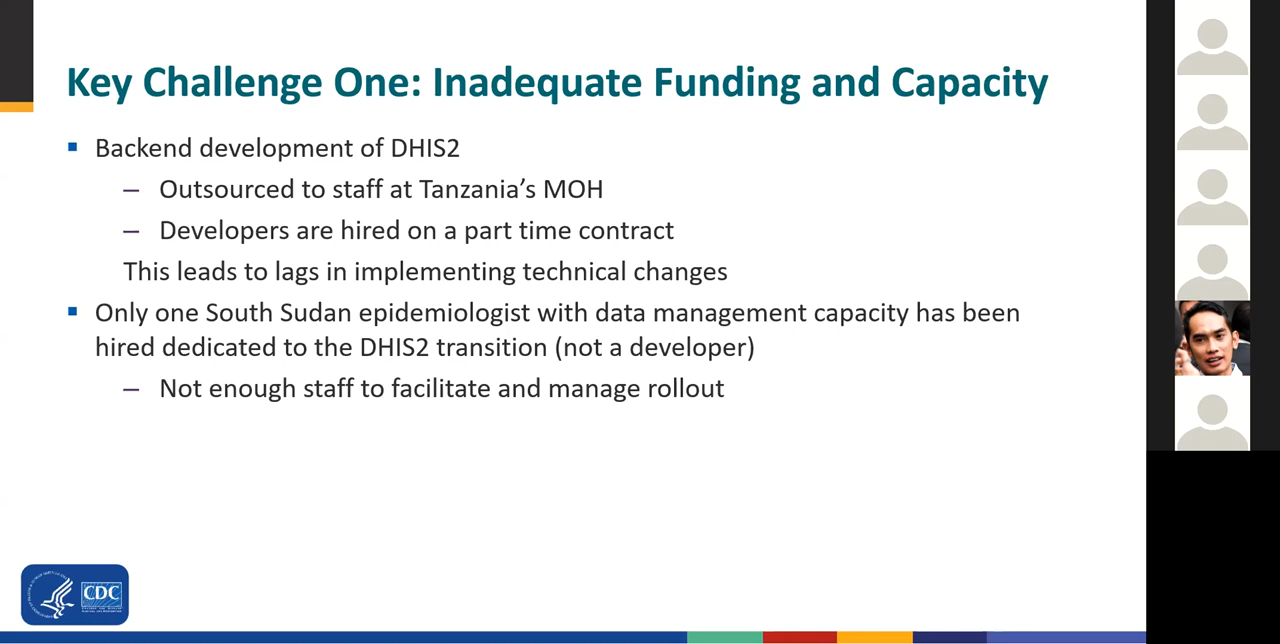 Key Challenge One: Inadequate Funding and Capacity
Backend development of DHIS2
– Outsourced to staff at Tanzania’s MOH
– Developers are hired on a part time contract
This leads to lags in implementing technical changes
Only one South Sudan epidemiologist with data management capacity has been
hired dedicated to the DHIS2 transition (not a developer)
– Not enough staff to facilitate and manage rollout
CDC